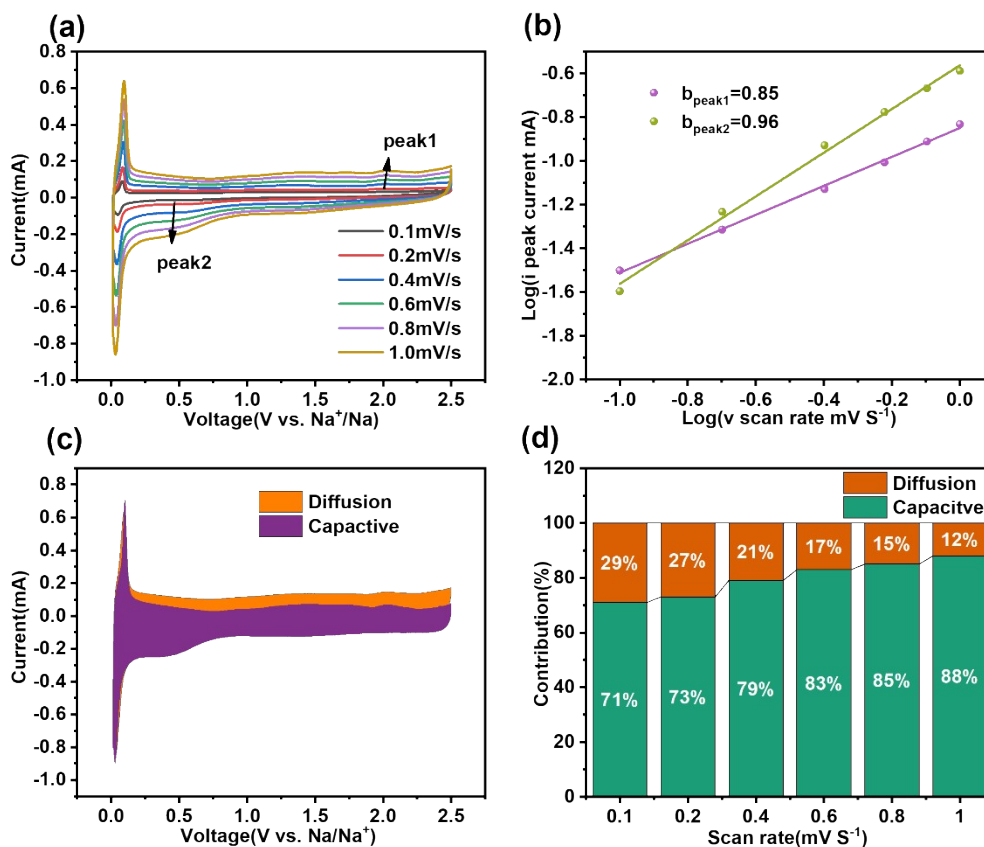 (a)
0.8
0.6
0.4
0.2
0.0
-0.2
-0.4
-0.6
-0.8
-1.0
Current(mA)
peak1
peak2
0.1mV/s
0.2mV/s
0.4mV/s
0.6mV/s
0.8mV/s
1.0mV/s
0.0 0.5 1.0 1.5 2.0 2.5
Voltage(V vs. Na⁺/Na)
(b)
-0.6
-0.8
-1.0
-1.2
-1.4
-1.6
-1.8
-2.0
Log(i peak current mA)
bpeak1=0.85
bpeak2=0.96
-1.0 -0.8 -0.6 -0.4 -0.2 0.0
Log(v scan rate mV S⁻¹)
(c)
0.8
0.6
0.4
0.2
0.0
-0.2
-0.4
-0.6
-0.8
-1.0
Current(mA)
Diffusion
Capactive
0.0 0.5 1.0 1.5 2.0 2.5
Voltage(V vs. Na/Na⁺)
(d)
120
100
80
60
40
20
0
Contribution(%)
Diffusion
Capacitve
29% 27% 21% 17% 15% 12%
71% 73% 79% 83% 85% 88%
0.1 0.2 0.4 0.6 0.8 1
Scan rate(mV S⁻¹)